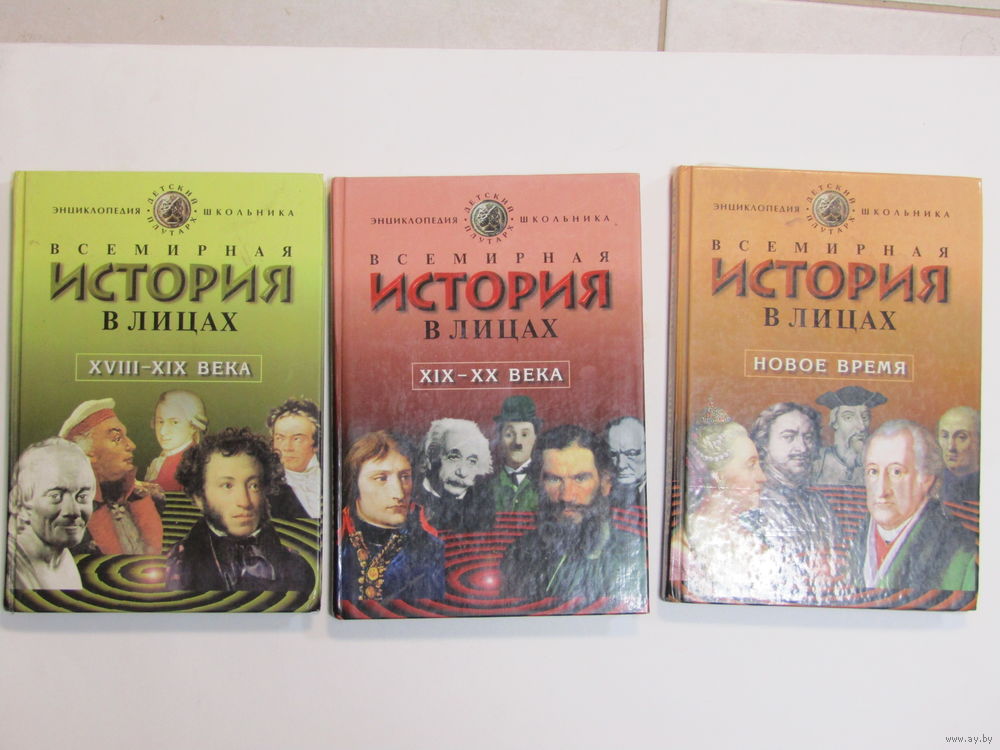 ЭНЦИКЛОПЕДИЯ ШКОЛЬНИКА
ДЕТСКИЙ
ПЛУТАРХ
ВСЕМИРНАЯ
ИСТОРИЯ
В ЛИЦАХ
XVIII–XIX ВЕКА
ЭНЦИКЛОПЕДИЯ ШКОЛЬНИКА
ДЕТСКИЙ
ПЛУТАРХ
ВСЕМИРНАЯ
ИСТОРИЯ
В ЛИЦАХ
XIX–XX ВЕКА
ЭНЦИКЛОПЕДИЯ ШКОЛЬНИКА
ДЕТСКИЙ
ПЛУТАРХ
ВСЕМИРНАЯ
ИСТОРИЯ
В ЛИЦАХ
НОВОЕ ВРЕМЯ
www.ay.by